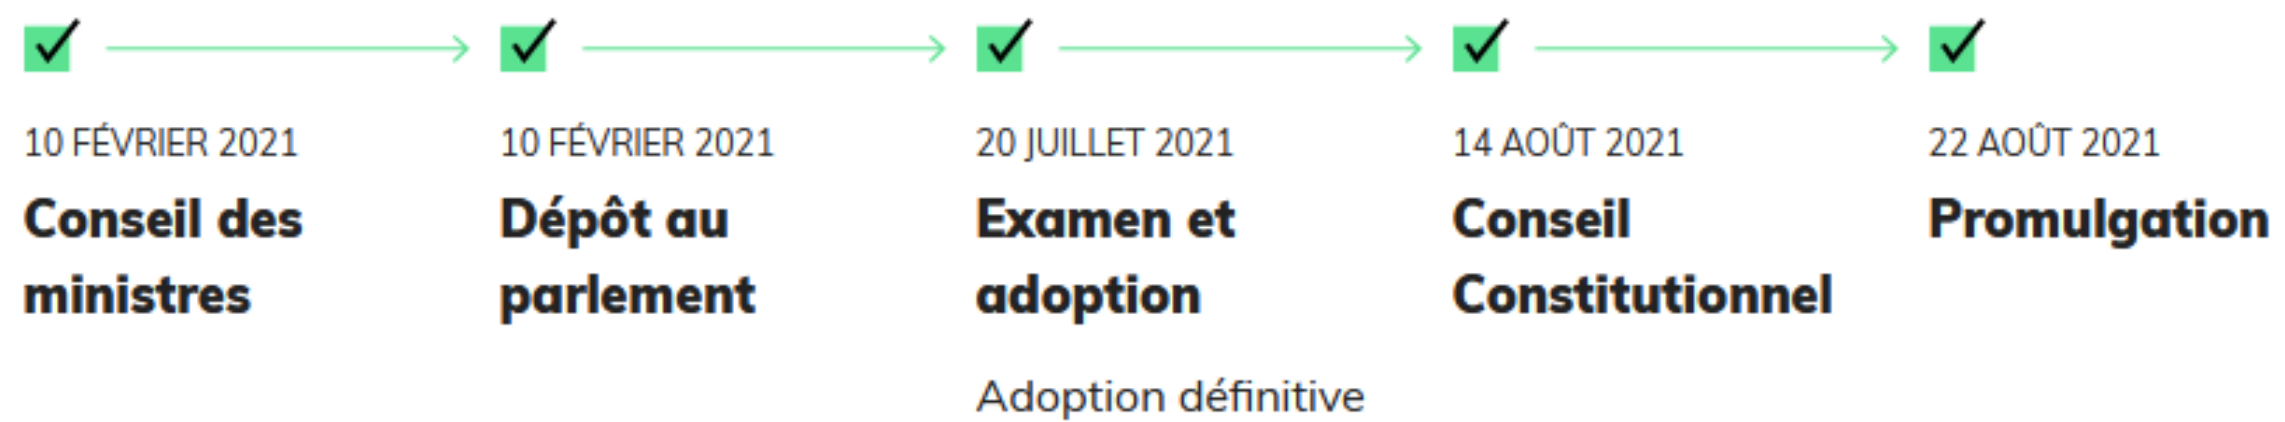 10 FÉVRIER 2021
Conseil des
ministres
10 FÉVRIER 2021
Dépôt au
parlement
20 JUILLET 2021
Examen et
adoption
Adoption définitive
14 AOÛT 2021
Conseil
Constitutionnel
22 AOÛT 2021
Promulgation